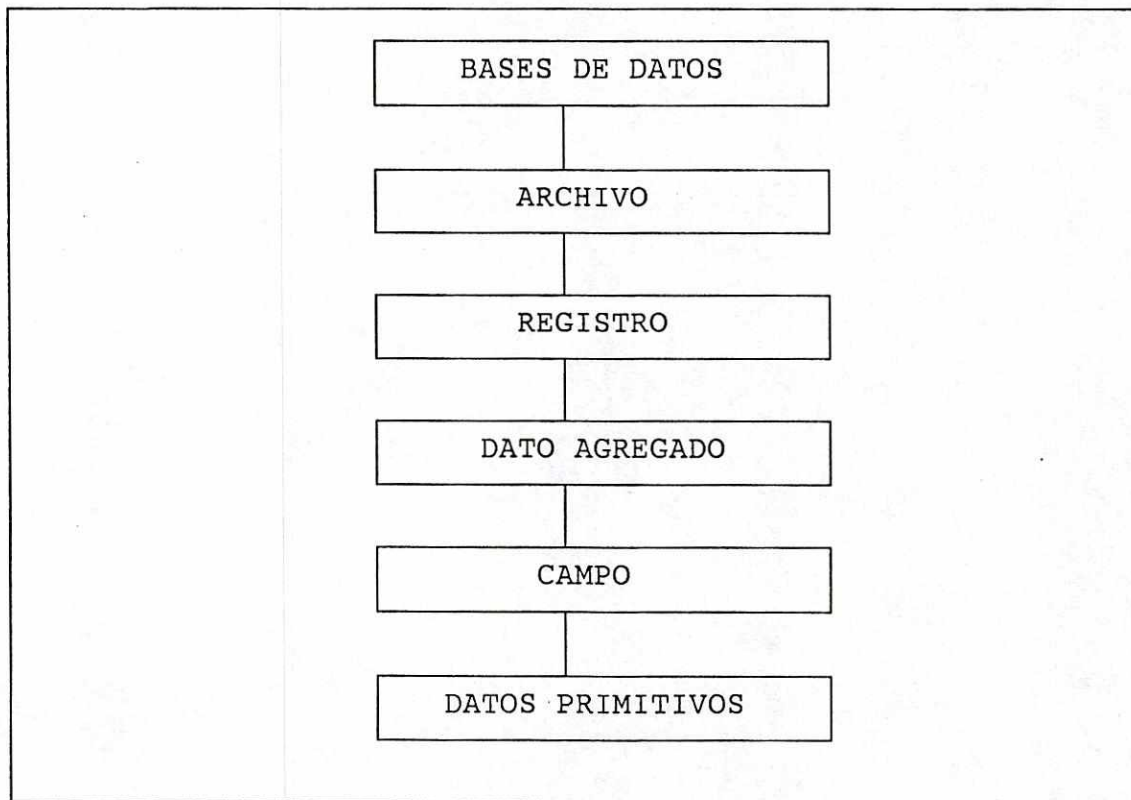 BASES DE DATOS
ARCHIVO
REGISTRO
DATO AGREGADO
CAMPO
DATOS PRIMITIVOS